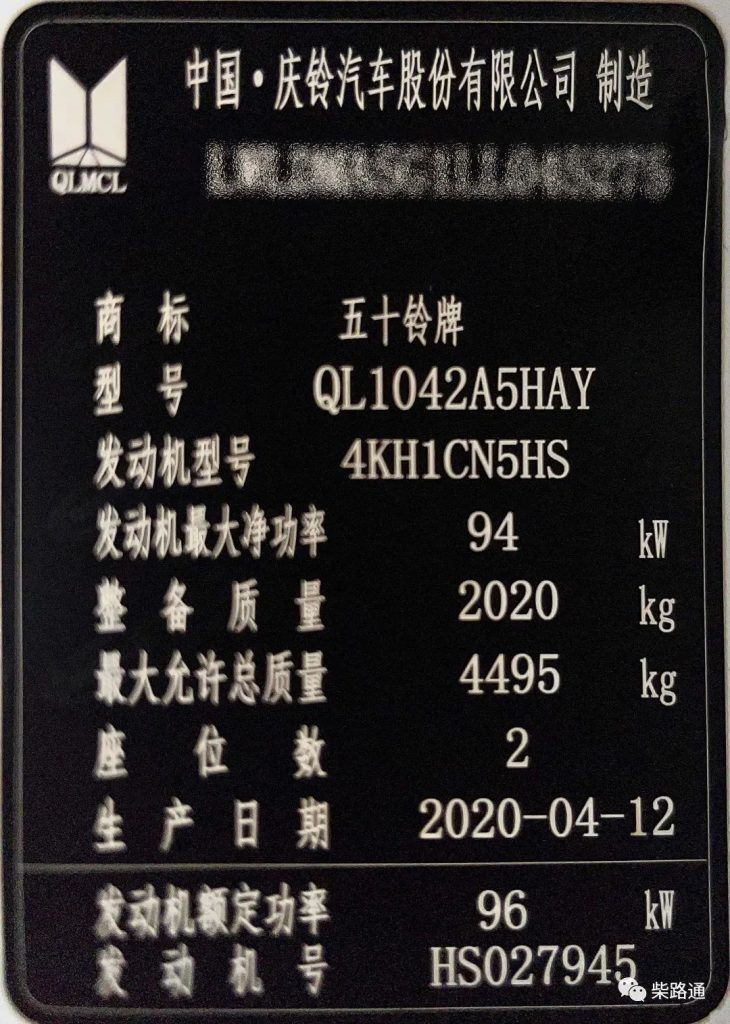 中国·庆铃汽车股份有限公司 制造
QLMCL
商标 五十铃牌
型号 QL1042A5HAY
发动机型号 4KH1CN5HS
发动机最大净功率 94 kW
整备质量 2020 kg
最大允许总质量 4495 kg
座位数 2
生产日期 2020-04-12
发动机额定功率 96 kW
发动机号 HS027945
柴路通